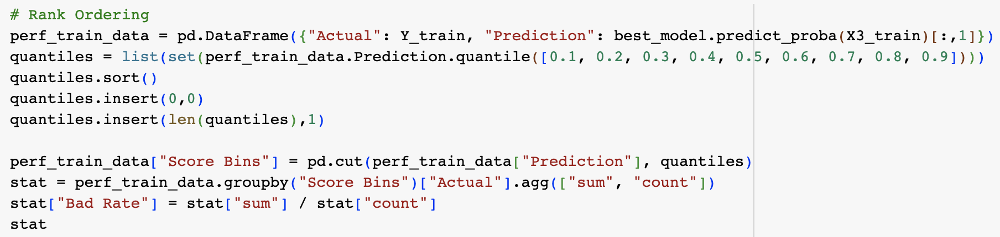 # Rank Ordering
perf_train_data = pd.DataFrame({"Actual": Y_train, "Prediction": best_model.predict_proba(X3_train)[:,1]})
quantiles = list(set(perf_train_data.Prediction.quantile([0.1, 0.2, 0.3, 0.4, 0.5, 0.6, 0.7, 0.8, 0.9])))
quantiles.sort()
quantiles.insert(0,0)
quantiles.insert(len(quantiles),1)

perf_train_data["Score Bins"] = pd.cut(perf_train_data["Prediction"], quantiles)
stat = perf_train_data.groupby("Score Bins")["Actual"].agg(["sum", "count"])
stat["Bad Rate"] = stat["sum"] / stat["count"]
stat